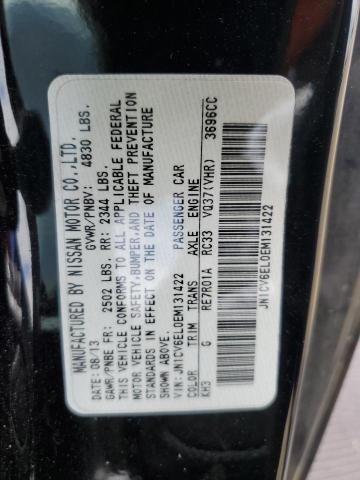 MANUFACTURED BY NISSAN MOTOR CO.,LTD.
DATE: 08/13 GVWR/PNBV: 4830 LBS.
GAWR/PNBE FR: 2502 LBS. RR: 2344 LBS.
THIS VEHICLE CONFORMS TO ALL APPLICABLE FEDERAL
MOTOR VEHICLE SAFETY,BUMPER,AND THEFT PREVENTION
STANDARDS IN EFFECT ON THE DATE OF MANUFACTURE
SHOWN ABOVE.
VIN:JN1CV6EL0EM131422 PASSENGER CAR
COLOR TRIM TRANS AXLE ENGINE
KH3 G RE7R01A RC33 VQ37(VHR) 3696CC
JN1CV6EL0EM131422